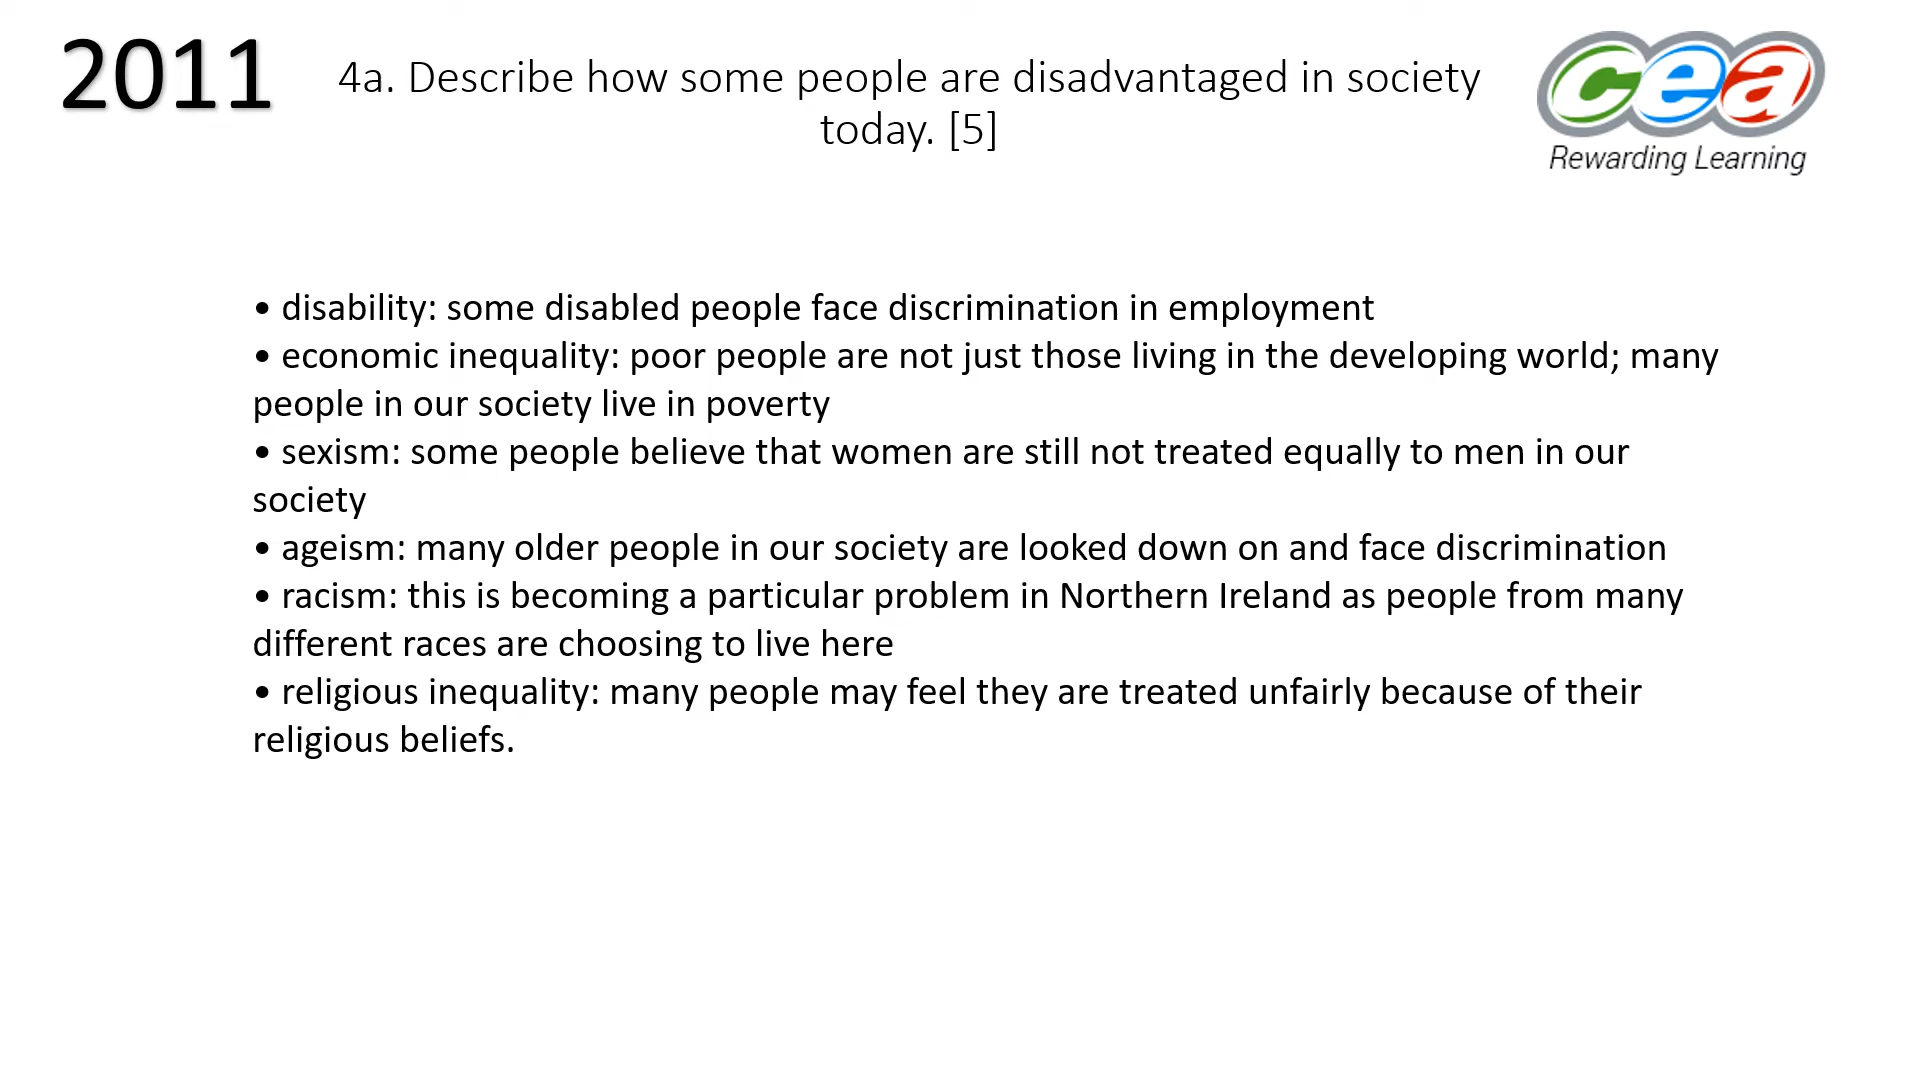 2011
4a. Describe how some people are disadvantaged in society
today. [5]
cea
Rewarding Learning
• disability: some disabled people face discrimination in employment
• economic inequality: poor people are not just those living in the developing world; many
people in our society live in poverty
• sexism: some people believe that women are still not treated equally to men in our
society
• ageism: many older people in our society are looked down on and face discrimination
• racism: this is becoming a particular problem in Northern Ireland as people from many
different races are choosing to live here
• religious inequality: many people may feel they are treated unfairly because of their
religious beliefs.